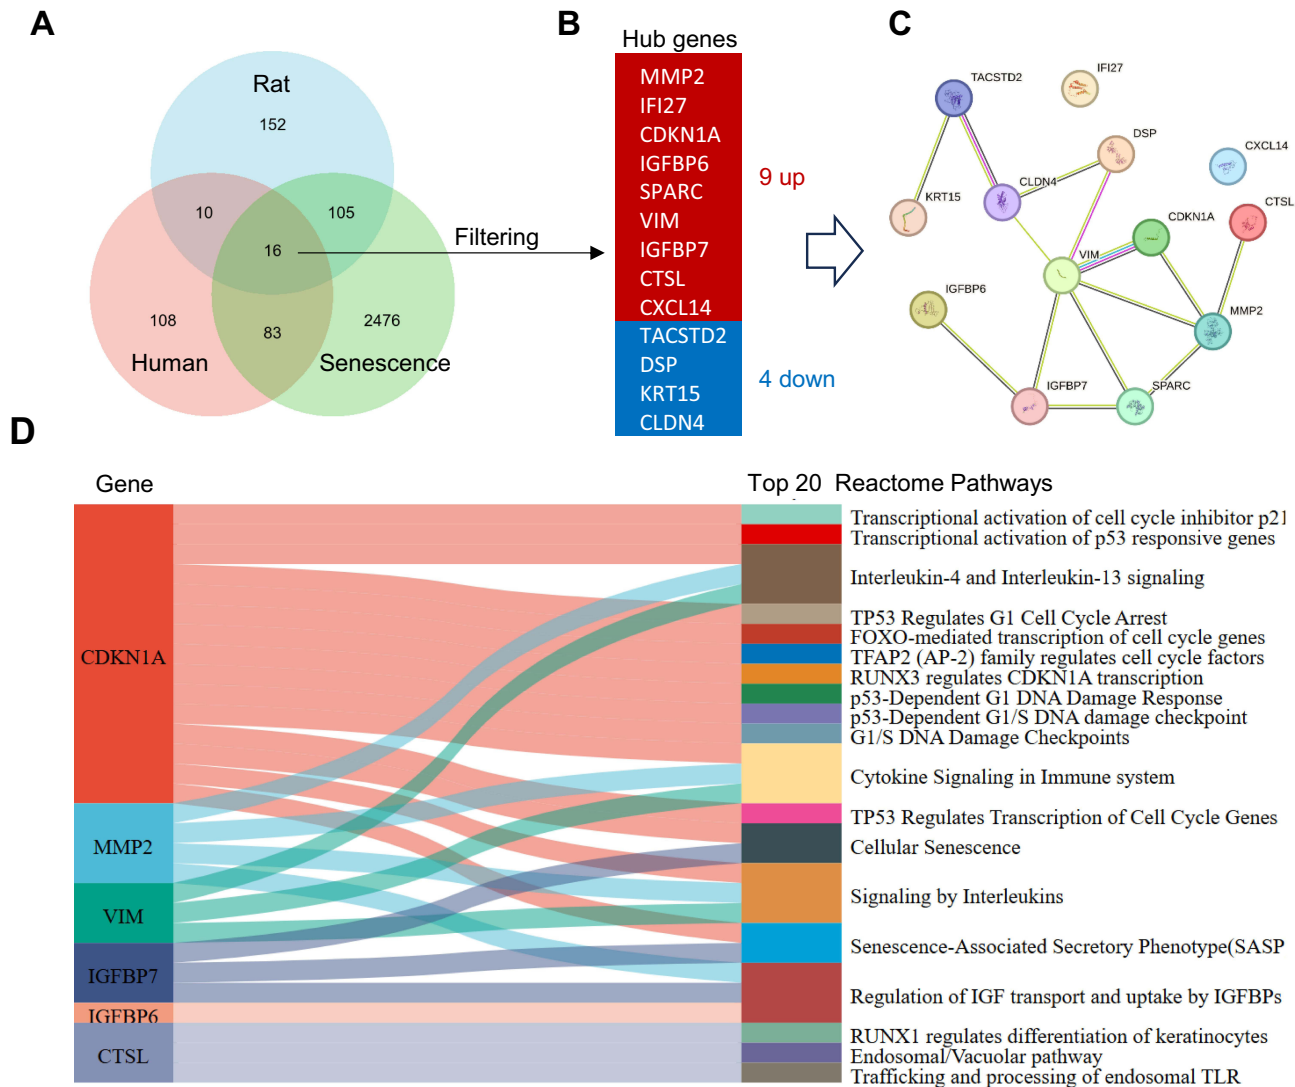 A
Rat
152
10
105
16
108
83
2476
Human
Senescence
Filtering
B
Hub genes
MMP2
IFI27
CDKN1A
IGFBP6
SPARC
VIM
IGFBP7
CTSL
CXCL14
TACSTD2
DSP
KRT15
CLDN4
9 up
4 down
C
TACSTD2
IFI27
DSP
CXCL14
KRT15
CLDN4
CTSL
CDKN1A
VIM
IGFBP6
MMP2
IGFBP7
SPARC
D
Gene
Top 20 Reactome Pathways
CDKN1A
MMP2
VIM
IGFBP7
IGFBP6
CTSL
Transcriptional activation of cell cycle inhibitor p21
Transcriptional activation of p53 responsive genes
Interleukin-4 and Interleukin-13 signaling
TP53 Regulates G1 Cell Cycle Arrest
FOXO-mediated transcription of cell cycle genes
TFAP2 (AP-2) family regulates cell cycle factors
RUNX3 regulates CDKN1A transcription
p53-Dependent G1 DNA Damage Response
p53-Dependent G1/S DNA damage checkpoint
G1/S DNA Damage Checkpoints
Cytokine Signaling in Immune system
TP53 Regulates Transcription of Cell Cycle Genes
Cellular Senescence
Signaling by Interleukins
Senescence-Associated Secretory Phenotype(SASP
Regulation of IGF transport and uptake by IGFBPs
RUNX1 regulates differentiation of keratinocytes
Endosomal/Vacuolar pathway
Trafficking and processing of endosomal TLR